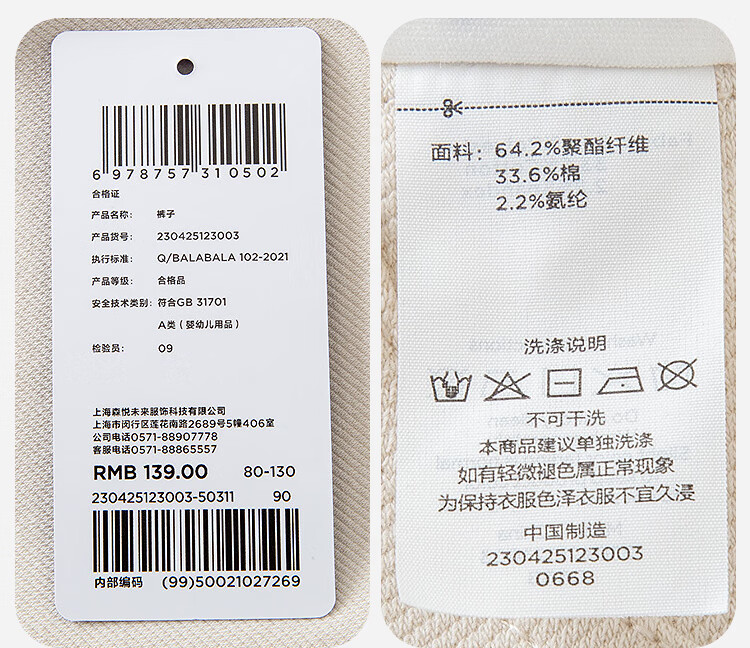 6 978757 310502
合格证
产品名称： 裤子
产品货号： 230425123003
执行标准： Q/BALABALA 102-2021
产品等级： 合格品
安全技术类别：符合GB 31701
A类（婴幼儿用品）
检验员： 09
上海森悦未来服饰科技有限公司
上海市闵行区莲花南路2689号5幢406室
公司电话0571-88907778
客服电话0571-88865557
RMB 139.00 80-130
230425123003-50311 90
内部编码 (99)50021027269
面料：64.2%聚酯纤维
33.6%棉
2.2%氨纶
洗涤说明
不可干洗
本商品建议单独洗涤
如有轻微褪色属正常现象
为保持衣服色泽衣服不宜久浸
中国制造
230425123003
0668